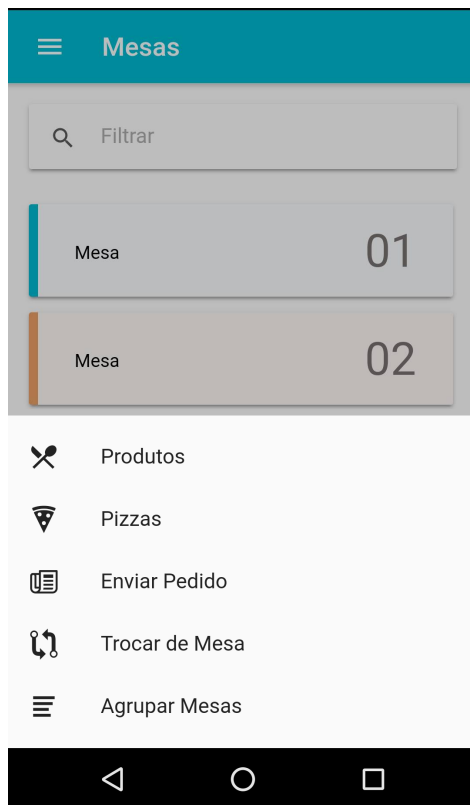 Mesas
Filtrar
Mesa 01
Mesa 02
Produtos
Pizzas
Enviar Pedido
Trocar de Mesa
Agrupar Mesas